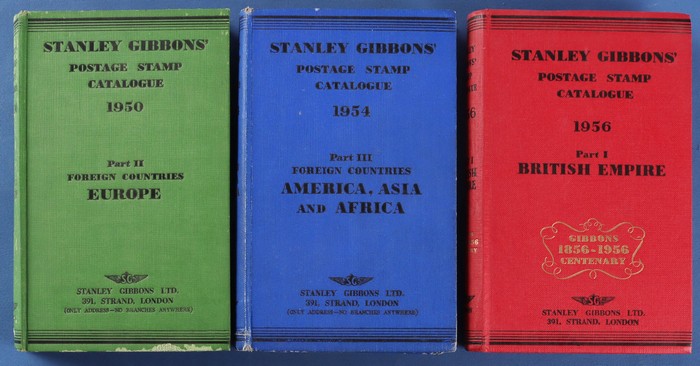 STANLEY GIBBONS'
POSTAGE STAMP
CATALOGUE
1950
Part II
FOREIGN COUNTRIES
EUROPE
SG
STANLEY GIBBONS LTD.
391, STRAND, LONDON
(ONLY ADDRESS—NO BRANCHES ANYWHERE)
STANLEY GIBBONS'
POSTAGE STAMP
CATALOGUE
1954
Part III
FOREIGN COUNTRIES
AMERICA, ASIA
AND AFRICA
SG
STANLEY GIBBONS LTD.
391, STRAND, LONDON
(ONLY ADDRESS—NO BRANCHES ANYWHERE)
STANLEY GIBBONS'
POSTAGE STAMP
CATALOGUE
1956
Part I
BRITISH EMPIRE
GIBBONS
1856-1956
CENTENARY
SG
STANLEY GIBBONS LTD.
391, STRAND, LONDON